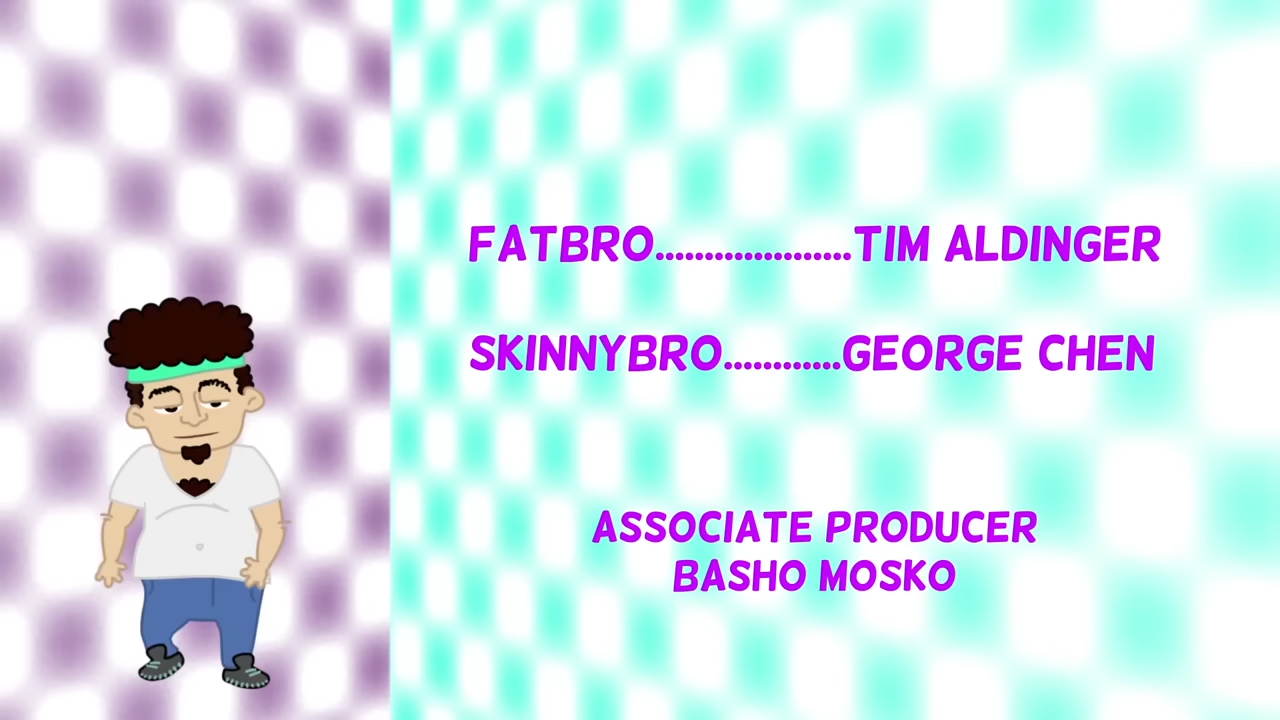 FATBRO....................TIM ALDINGER
SKINNYBRO............GEORGE CHEN
ASSOCIATE PRODUCER
BASHO MOSKO